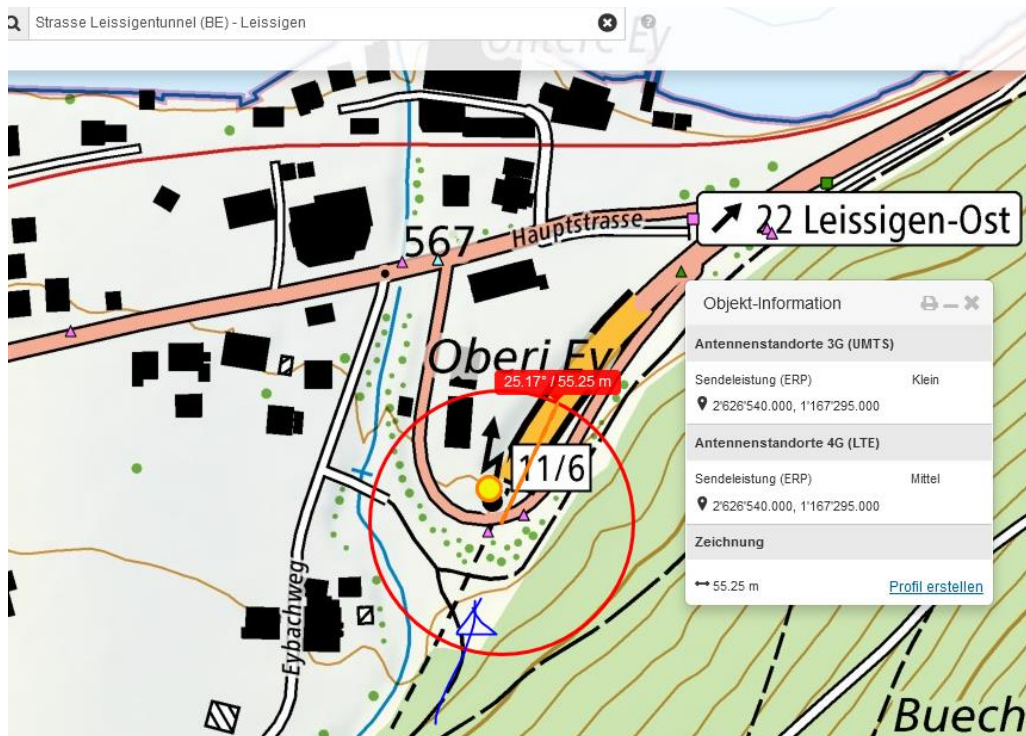 Strasse Leissigentunnel (BE) - Leissigen
Untere Ey
22 Leissigen-Ost
Hauptstrasse
567
Objekt-Information
Antennenstandorte 3G (UMTS)
Sendeleistung (ERP) Klein
2'626'540.000, 1'167'295.000
Antennenstandorte 4G (LTE)
Sendeleistung (ERP) Mittel
2'626'540.000, 1'167'295.000
Zeichnung
55.25 m Profil erstellen
Oberi Ey
25.17° / 55.25 m
11/6
Eybachweg
Buech